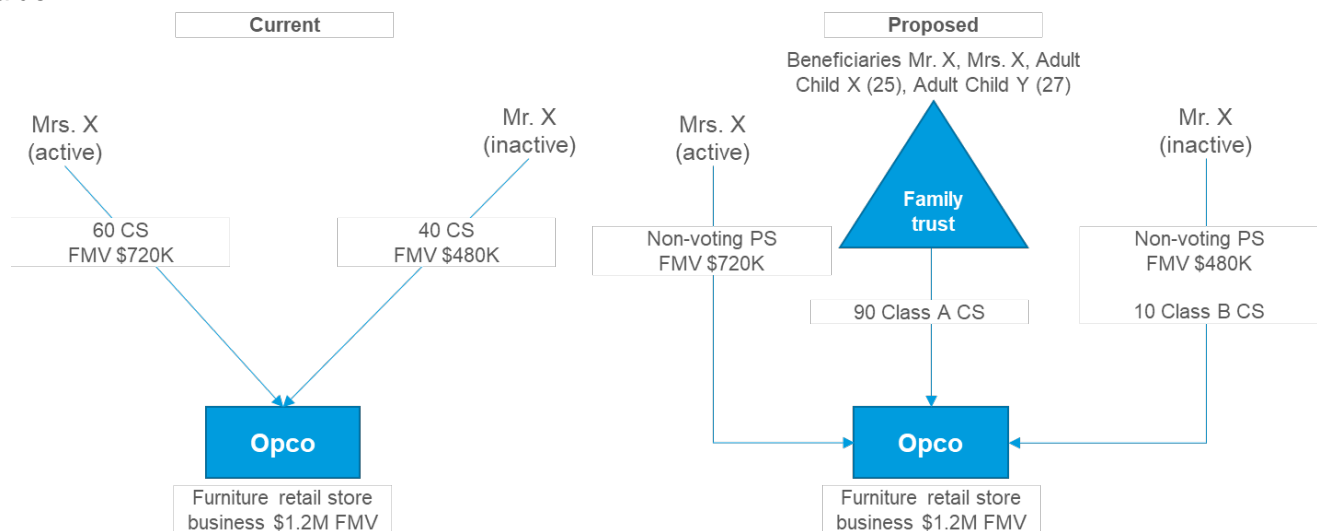 Current
Mrs. X
(active)
Mr. X
(inactive)
60 CS
FMV $720K
40 CS
FMV $480K
Opco
Furniture retail store
business $1.2M FMV
Proposed
Beneficiaries Mr. X, Mrs. X, Adult
Child X (25), Adult Child Y (27)
Mrs. X
(active)
Family
trust
Mr. X
(inactive)
Non-voting PS
FMV $720K
90 Class A CS
Non-voting PS
FMV $480K
10 Class B CS
Opco
Furniture retail store
business $1.2M FMV